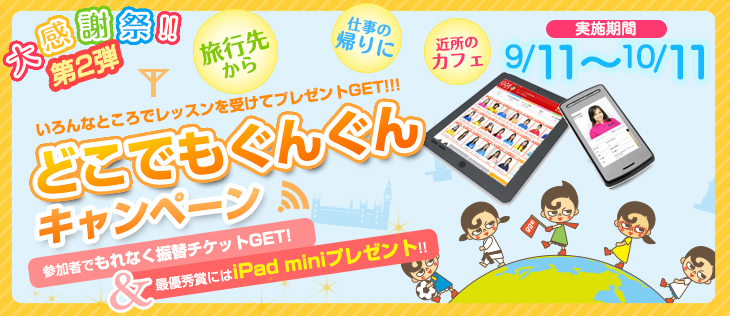 大感謝祭!!
第2弾
旅行先
から
仕事の
帰りに
近所の
カフェ
実施期間
9/11〜10/11
いろんなところでレッスンを受けてプレゼントGET!!!
どこでもぐんぐん
キャンペーン
参加者でもれなく振替チケットGET!
&最優秀賞にはiPad miniプレゼント!!